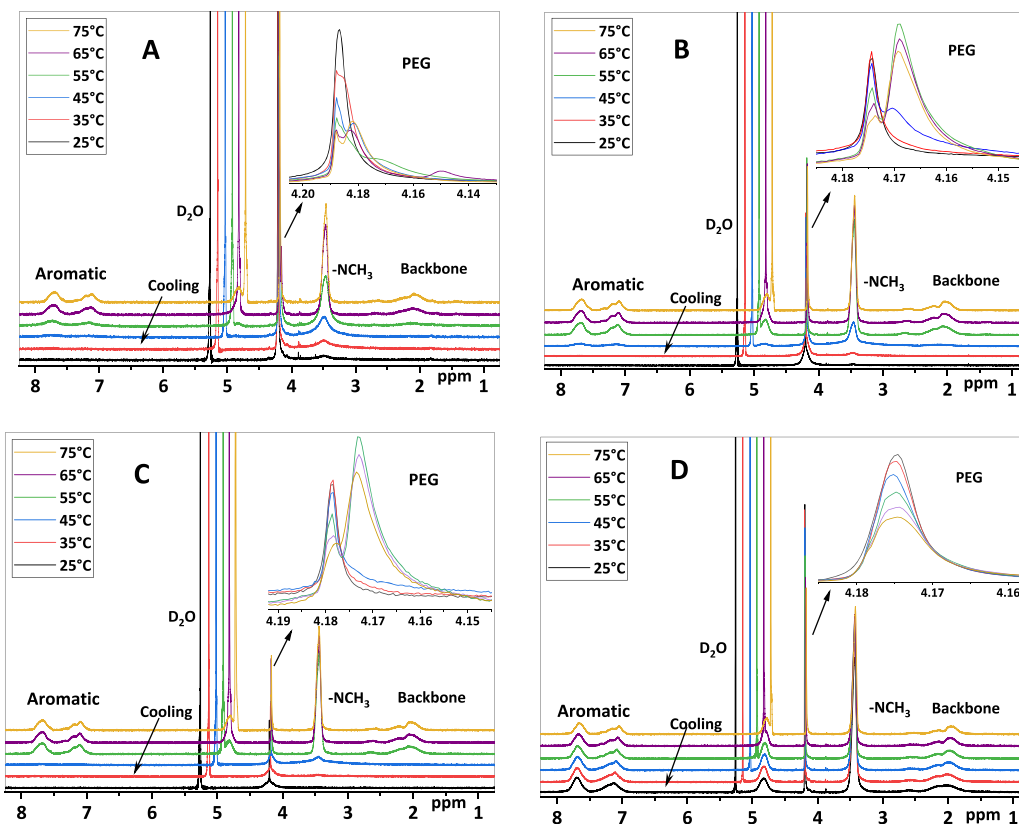 A
75°C
65°C
55°C
45°C
35°C
25°C
PEG
4.20
4.18
4.16
4.14
D₂O
Aromatic
Cooling
-NCH₃
Backbone
8
7
6
5
4
3
2
1
ppm
B
75°C
65°C
55°C
45°C
35°C
25°C
PEG
4.18
4.17
4.16
4.15
D₂O
Aromatic
Cooling
-NCH₃
Backbone
8
7
6
5
4
3
2
1
ppm
C
75°C
65°C
55°C
45°C
35°C
25°C
PEG
4.19
4.18
4.17
4.16
4.15
D₂O
Aromatic
Cooling
-NCH₃
Backbone
8
7
6
5
4
3
2
1
ppm
D
75°C
65°C
55°C
45°C
35°C
25°C
PEG
4.18
4.17
4.16
D₂O
Aromatic
Cooling
-NCH₃
Backbone
8
7
6
5
4
3
2
1
ppm